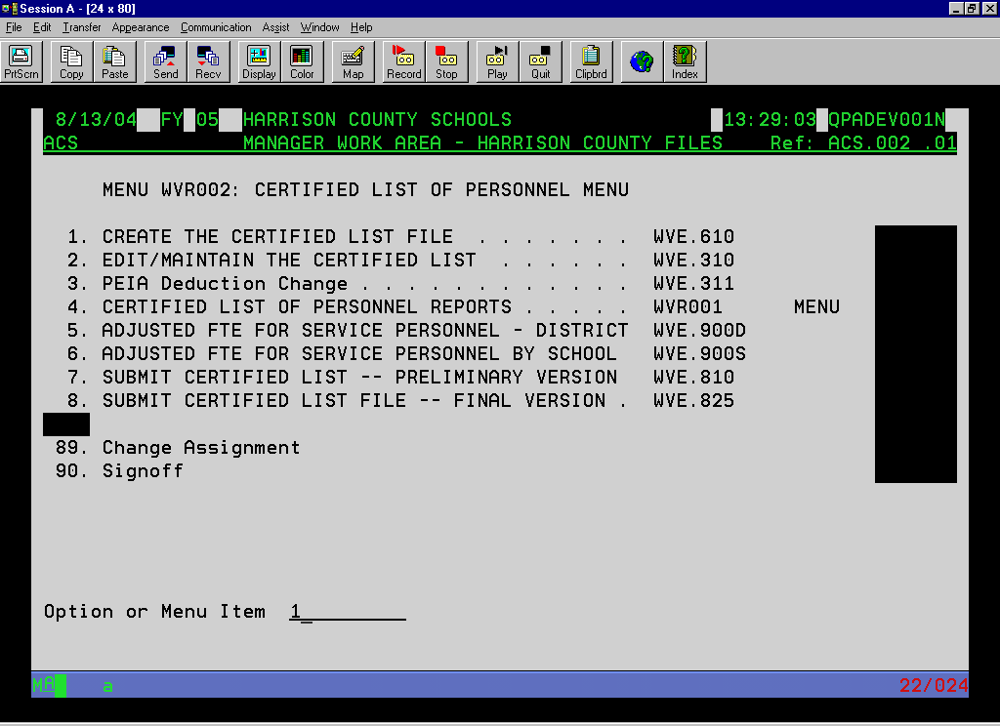 Session A - [24 x 80]
File Edit Transfer Appearance Communication Assist Window Help
PrtScrn Copy Paste Send Recv Display Color Map Record Stop Play Quit Clipbrd Index
8/13/04 FY 05 HARRISON COUNTY SCHOOLS 13:29:03 QPADEV001N
ACS MANAGER WORK AREA - HARRISON COUNTY FILES Ref: ACS.002 .01
MENU WVR002: CERTIFIED LIST OF PERSONNEL MENU
1. CREATE THE CERTIFIED LIST FILE . . . . . . . WVE.610
2. EDIT/MAINTAIN THE CERTIFIED LIST . . . . . . WVE.310
3. PEIA Deduction Change . . . . . . . . . . . . WVE.311
4. CERTIFIED LIST OF PERSONNEL REPORTS . . . . . WVR001 MENU
5. ADJUSTED FTE FOR SERVICE PERSONNEL - DISTRICT WVE.900D
6. ADJUSTED FTE FOR SERVICE PERSONNEL BY SCHOOL WVE.900S
7. SUBMIT CERTIFIED LIST -- PRELIMINARY VERSION WVE.810
8. SUBMIT CERTIFIED LIST FILE -- FINAL VERSION . WVE.825
89. Change Assignment
90. Signoff
Option or Menu Item 1_
MA a 22/024